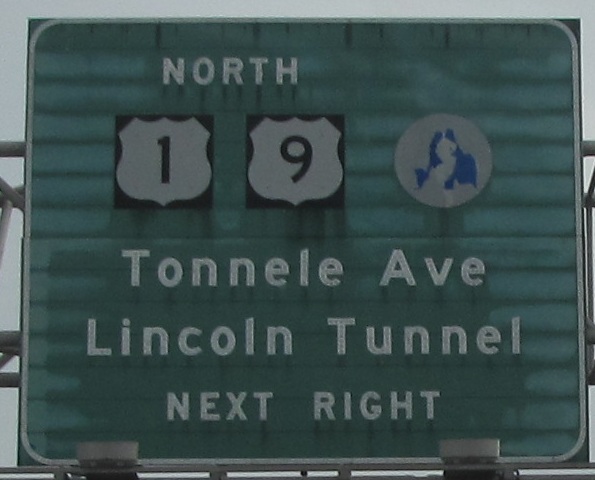 NORTH
1 9
Tonnele Ave
Lincoln Tunnel
NEXT RIGHT